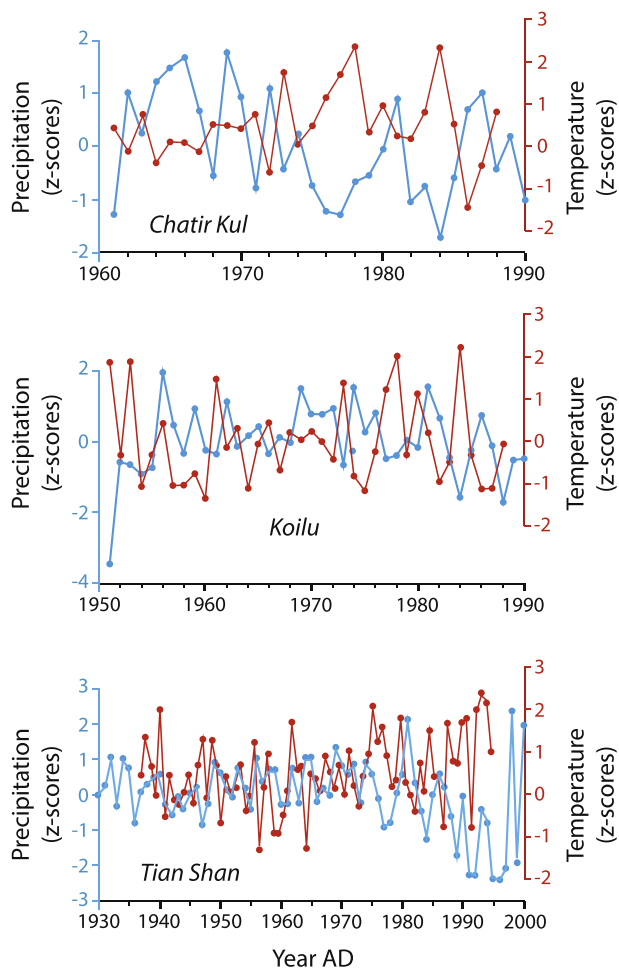 Precipitation
(z-scores)
2
1
0
-1
-2
3
2
1
0
-1
-2
Temperature
(z-scores)
Chatir Kul
1960 1970 1980 1990
Precipitation
(z-scores)
2
0
-2
-4
3
2
1
0
-1
-2
Temperature
(z-scores)
Koilu
1950 1960 1970 1980 1990
Precipitation
(z-scores)
3
2
1
0
-1
-2
-3
3
2
1
0
-1
-2
Temperature
(z-scores)
Tian Shan
1930 1940 1950 1960 1970 1980 1990 2000
Year AD